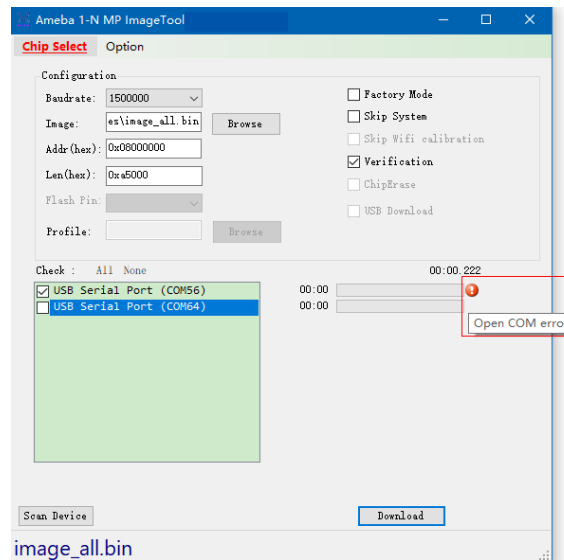 Ameba 1-N MP ImageTool
Chip Select Option
Configuration
Baudrate: 1500000
Image: es\image_all.bin Browse
Addr(hex): 0x08000000
Len(hex): 0xa5000
Flash Pin:
Profile: Browse
Factory Mode
Skip System
Skip Wifi calibration
Verification
ChipErase
USB Download
Check : All None 00:00.222
USB Serial Port (COM56) 00:00
USB Serial Port (COM64) 00:00
Open COM erro
Scan Device Download
image_all.bin